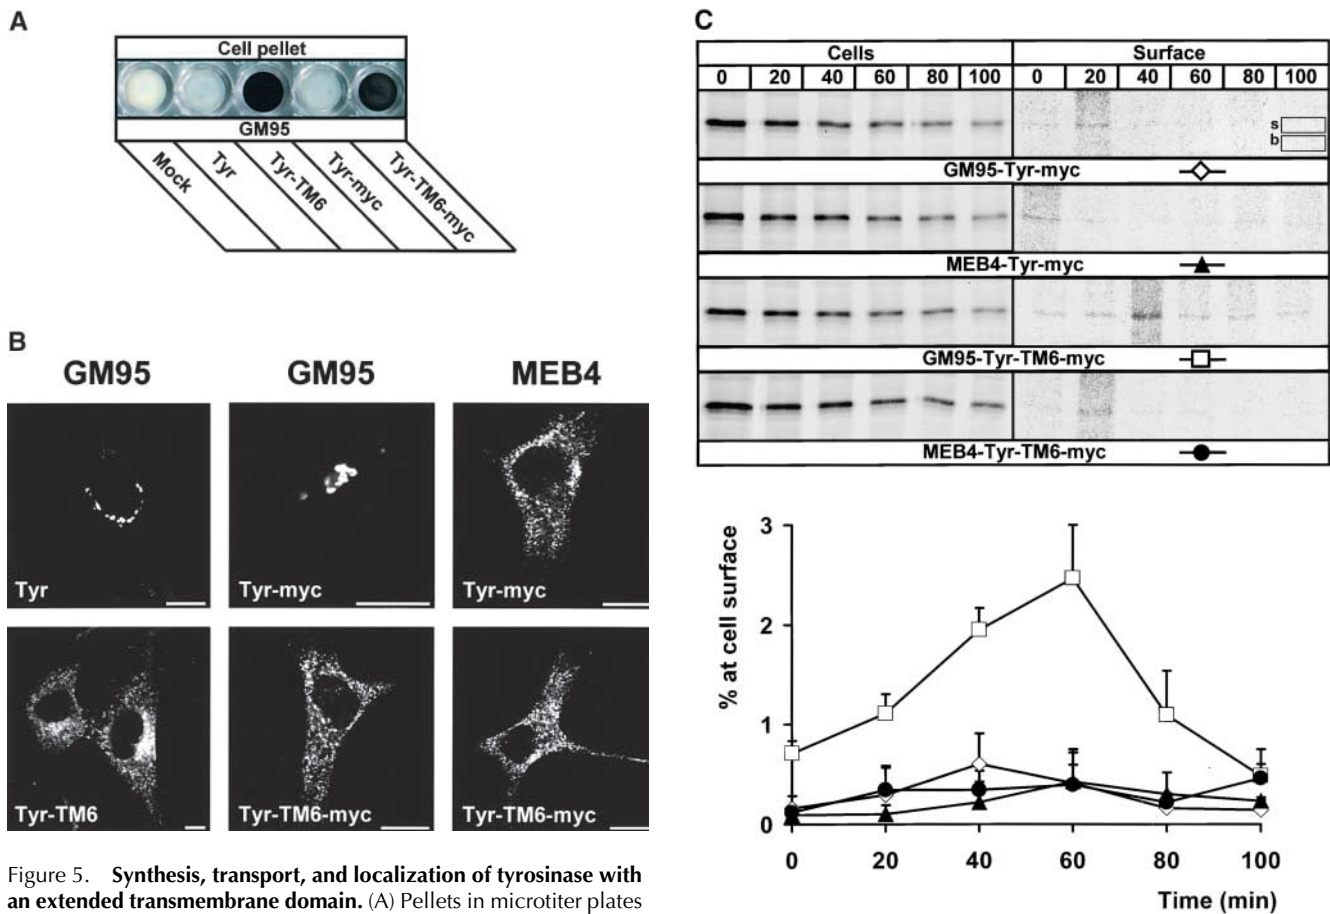 A
Cell pellet
GM95
Mock
Tyr
Tyr-TM6
Tyr-myc
Tyr-TM6-myc
B
GM95 GM95 MEB4
Tyr Tyr-myc Tyr-myc
Tyr-TM6 Tyr-TM6-myc Tyr-TM6-myc
Figure 5. Synthesis, transport, and localization of tyrosinase with
an extended transmembrane domain. (A) Pellets in microtiter plates
C
Cells Surface
0 20 40 60 80 100 0 20 40 60 80 100
s
b
GM95-Tyr-myc
MEB4-Tyr-myc
GM95-Tyr-TM6-myc
MEB4-Tyr-TM6-myc
% at cell surface
3
2
1
0
0 20 40 60 80 100
Time (min)